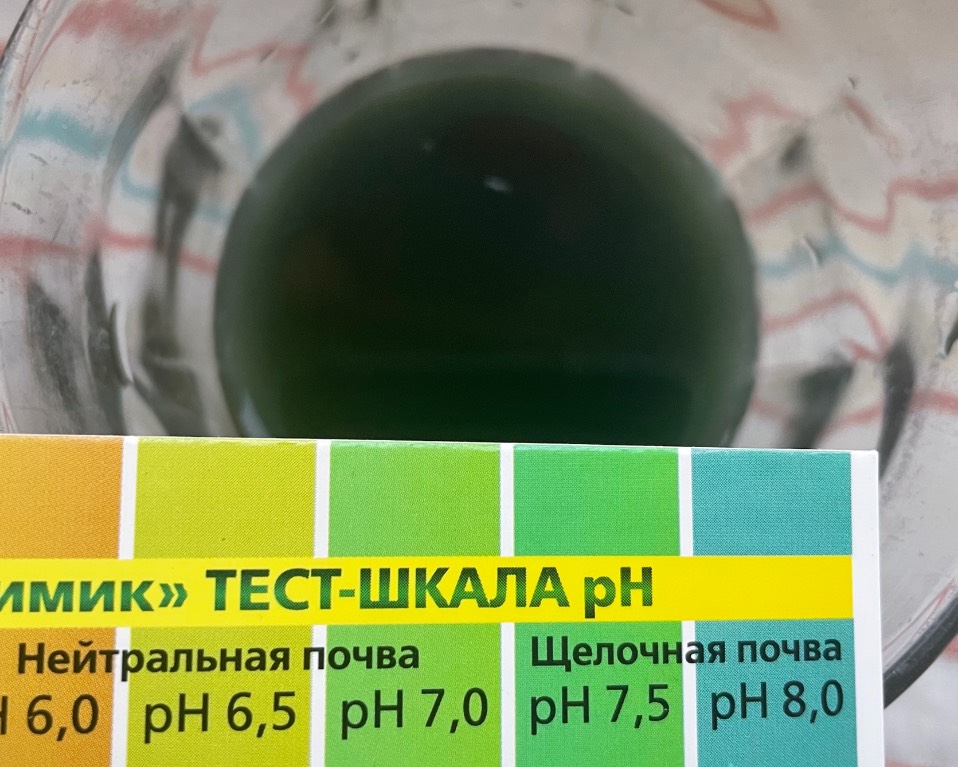 ТЕСТ-ШКАЛА pH
Нейтральная почва
Щелочная почва
6,0 pH 6,5 pH 7,0 pH 7,5 pH 8,0